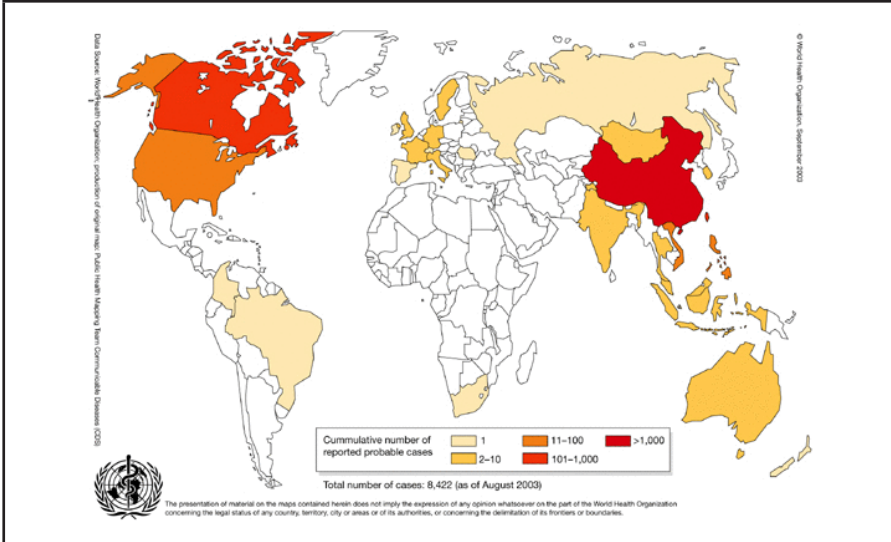 Data Source: World Health Organization; production of original map: Public Health Mapping Team Communicable Diseases (CDS)
© World Health Organization, September 2003
Cummulative number of
reported probable cases
1
11–100
>1,000
2–10
101–1,000
Total number of cases: 8,422 (as of August 2003)
The presentation of material on the maps contained herein does not imply the expression of any opinion whatsoever on the part of the World Health Organization
concerning the legal status of any country, territory, city or areas or of its authorities, or concerning the delimitation of its frontiers or boundaries.